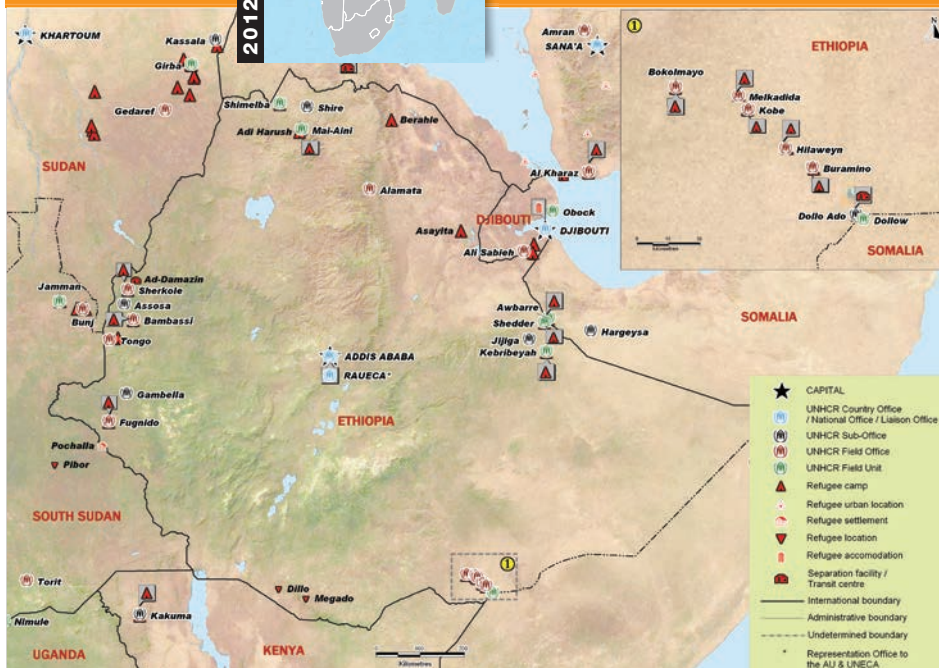 2012
KHARTOUM
Kassala
Girba
Gedaref
SUDAN
Shimelba
Shire
Adi Harush
Mai-Aini
Berahle
Amran
SANA'A
Al Kharaz
Alamata
Asayita
DJIBOUTI
Obock
DJIBOUTI
Ali Sabieh
Jamman
Bunj
Ad-Damazin
Sherkole
Assosa
Bambassi
Tongo
Awbarre
Shedder
Jijiga
Kebribeyah
Hargeysa
SOMALIA
ADDIS ABABA
RAUECA*
ETHIOPIA
Gambella
Fugnido
Pochalla
Pibor
SOUTH SUDAN
Torit
Nimule
UGANDA
Kakuma
Dillo
Megado
KENYA
Kilometres
1
1
N
ETHIOPIA
Bokolmayo
Melkadida
Kobe
Hilaweyn
Buramino
Dollo Ado
Dollow
Kilometres
SOMALIA
CAPITAL
UNHCR Country Office
/ National Office / Liaison Office
UNHCR Sub-Office
UNHCR Field Office
UNHCR Field Unit
Refugee camp
Refugee urban location
Refugee settlement
Refugee location
Refugee accomodation
Separation facility /
Transit centre
International boundary
Administrative boundary
Undetermined boundary
* Representation Office to
the AU & UNECA